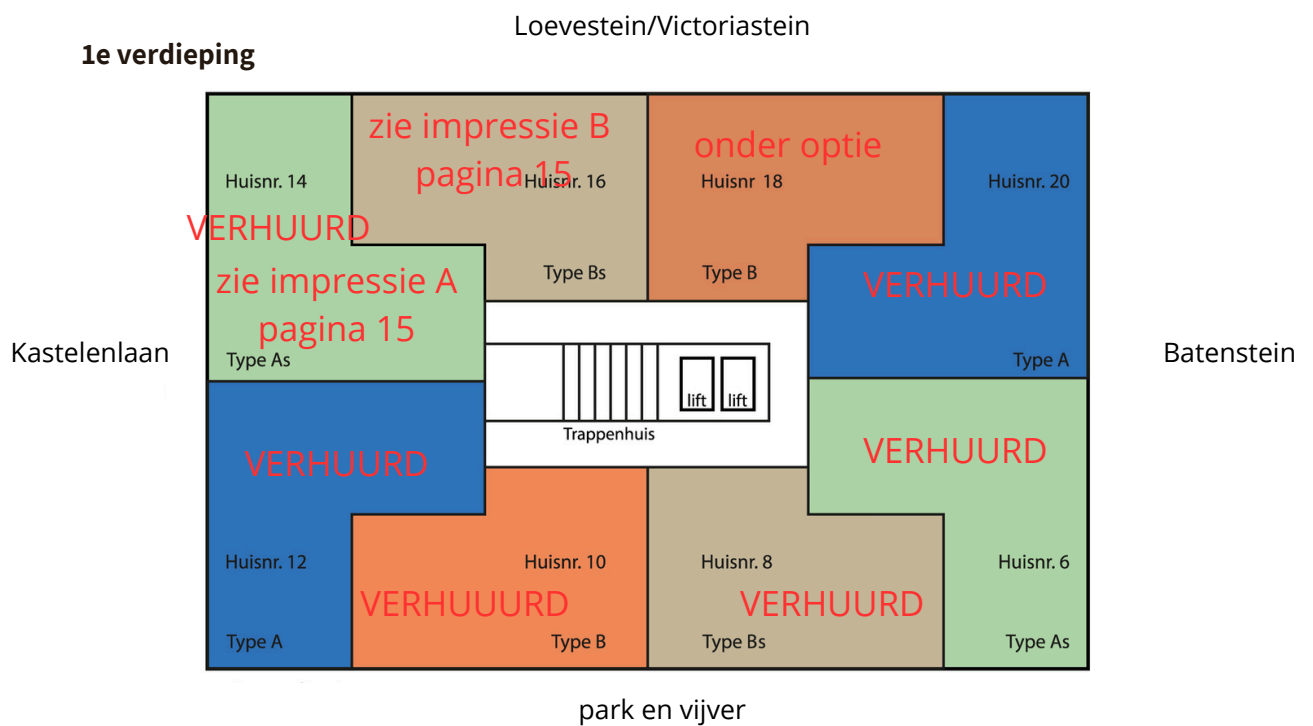 Loevestein/Victoriastein
1e verdieping
zie impressie B
pagina 15
onder optie
Huisnr. 14
Huisnr. 16
Huisnr 18
Huisnr. 20
VERHUURD
zie impressie A
pagina 15
Type As
Type Bs
Type B
VERHUURD
Type A
Kastelenlaan
Batenstein
lift
lift
Trappenhuis
VERHUURD
VERHUURD
Huisnr. 12
Huisnr. 10
Huisnr. 8
Huisnr. 6
VERHUUURD
VERHUURD
Type A
Type B
Type Bs
Type As
park en vijver